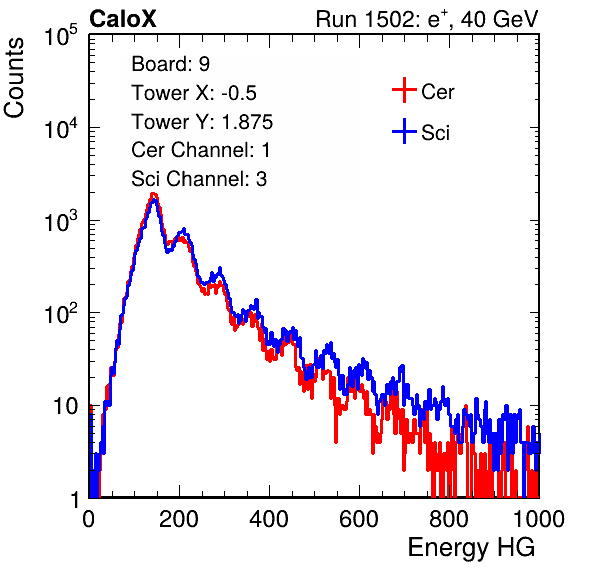 CaloX Run 1502: e⁺, 40 GeV
Counts
10⁵
10⁴
10³
10²
10
1
Board: 9
Tower X: -0.5
Tower Y: 1.875
Cer Channel: 1
Sci Channel: 3
Cer
Sci
0 200 400 600 800 1000
Energy HG